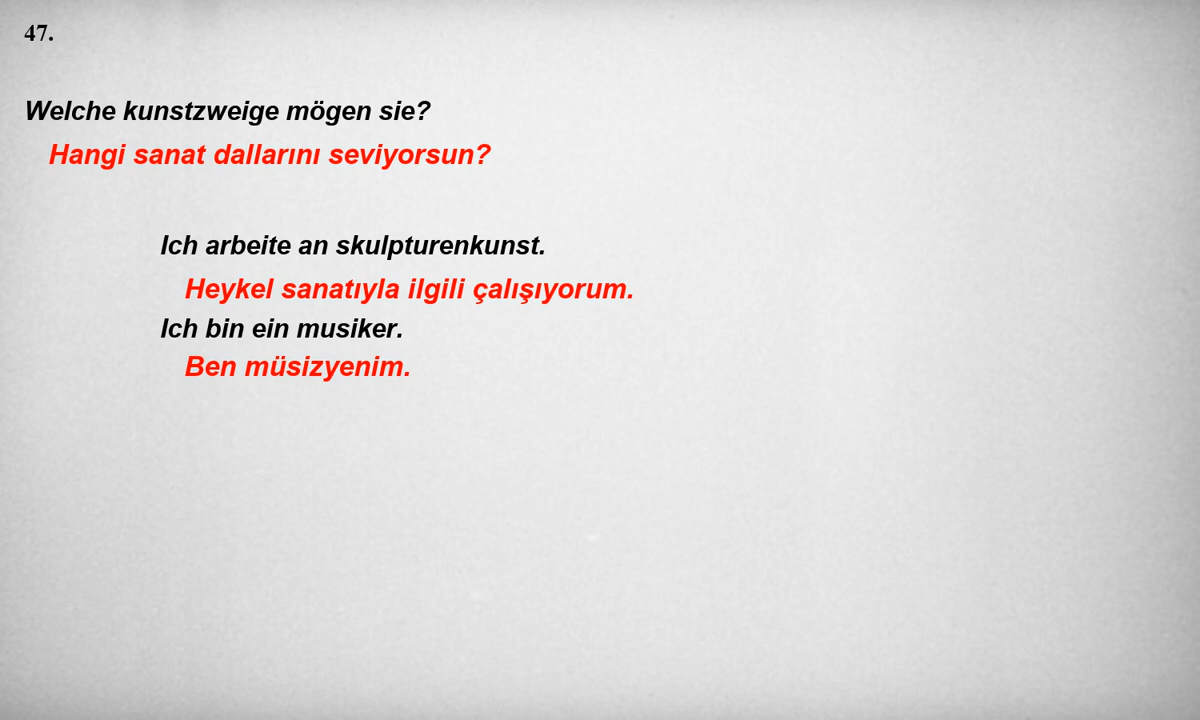 47.
Welche kunstzweige mögen sie?
Hangi sanat dallarını seviyorsun?
Ich arbeite an skulpturenkunst.
Heykel sanatıyla ilgili çalışıyorum.
Ich bin ein musiker.
Ben müsizyenim.